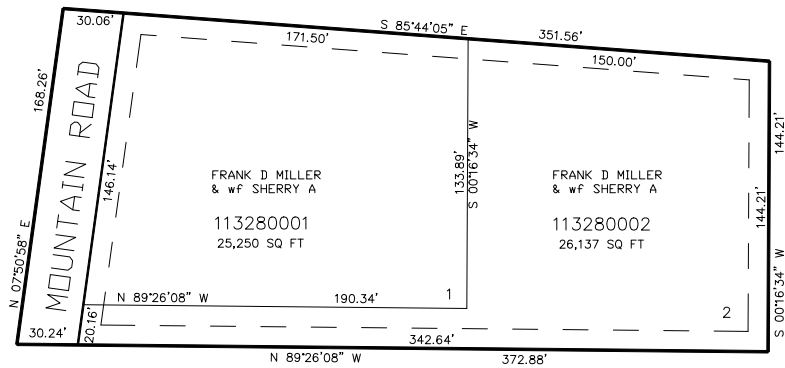 S 85°44'05" E
30.06'
171.50'
351.56'
150.00'
168.26'
MOUNTAIN ROAD
146.14'
133.89'
S 00°16'34" W
144.21'
144.21'
FRANK D MILLER
& wf SHERRY A
113280001
25,250 SQ FT
FRANK D MILLER
& wf SHERRY A
113280002
26,137 SQ FT
N 07°50'58" E
S 00°16'34" W
N 89°26'08" W
190.34'
1
2
30.24'
20.16'
342.64'
N 89°26'08" W
372.88'